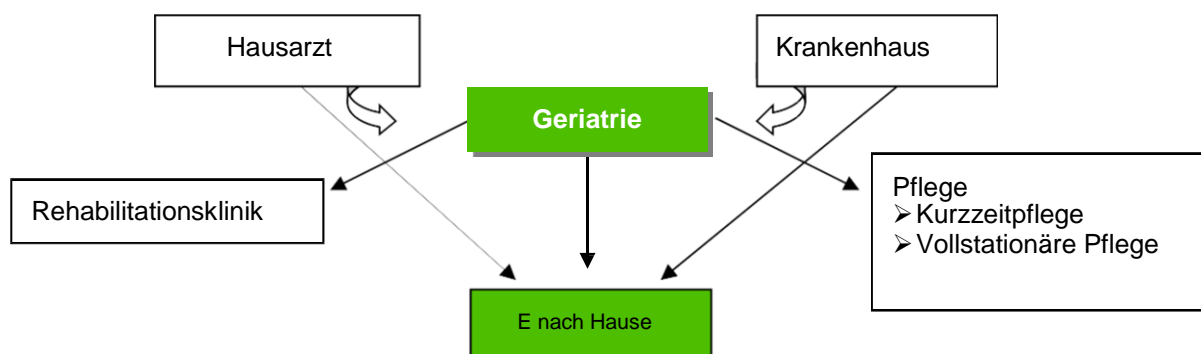 Hausarzt
Krankenhaus
Geriatrie
Rehabilitationsklinik
Pflege
➢ Kurzzeitpflege
➢ Vollstationäre Pflege
E nach Hause